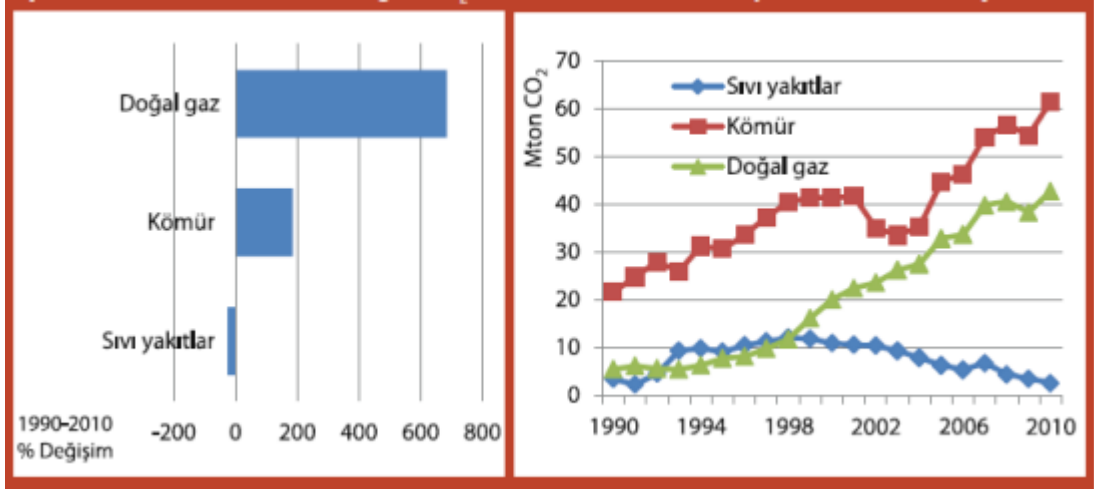 Doğal gaz
Kömür
Sıvı yakıtlar
1990-2010
% Değişim
-200 0 200 400 600 800
Mton CO₂
70
60
50
40
30
20
10
0
Sıvı yakıtlar
Kömür
Doğal gaz
1990 1994 1998 2002 2006 2010